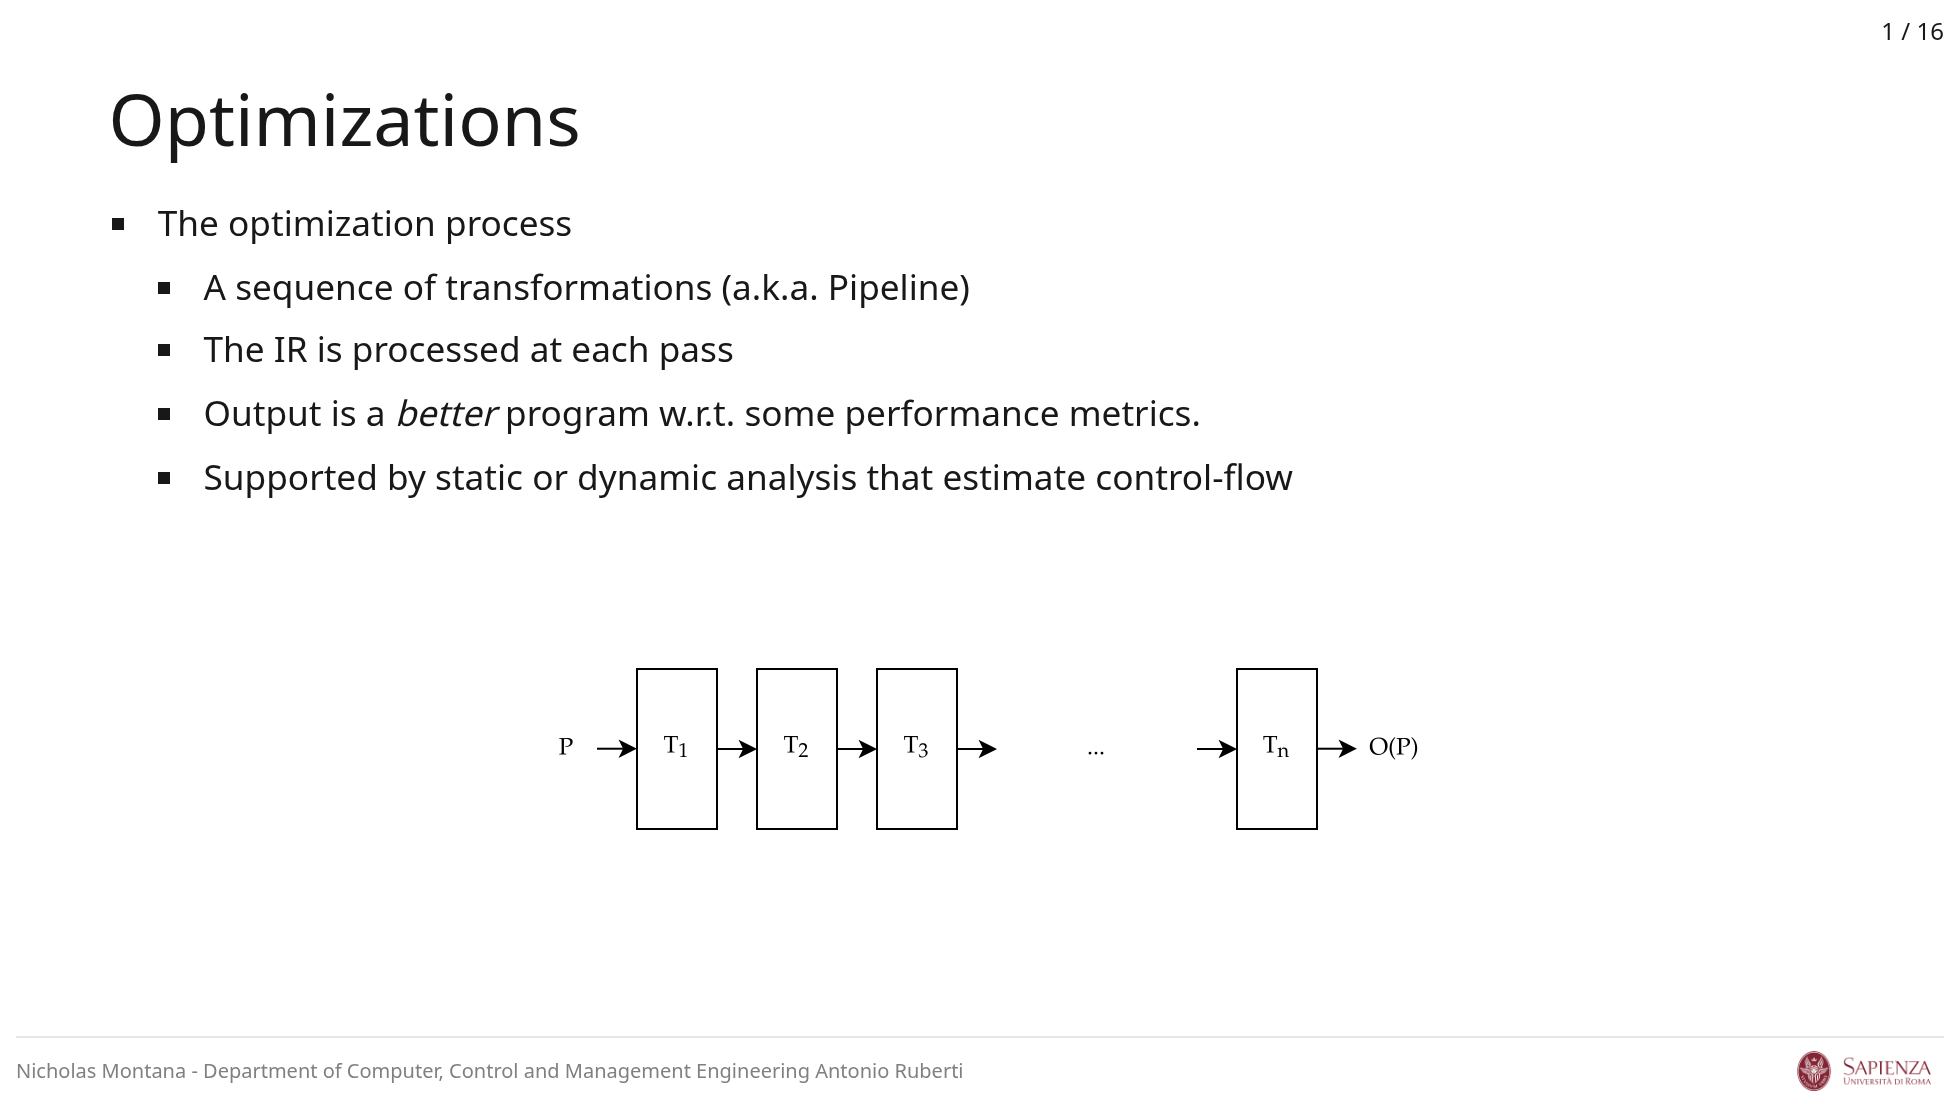 1 / 16
Optimizations
The optimization process
A sequence of transformations (a.k.a. Pipeline)
The IR is processed at each pass
Output is a better program w.r.t. some performance metrics.
Supported by static or dynamic analysis that estimate control-flow
P T1 T2 T3 ... Tn O(P)
Nicholas Montana - Department of Computer, Control and Management Engineering Antonio Ruberti
SAPIENZA
UNIVERSITÀ DI ROMA